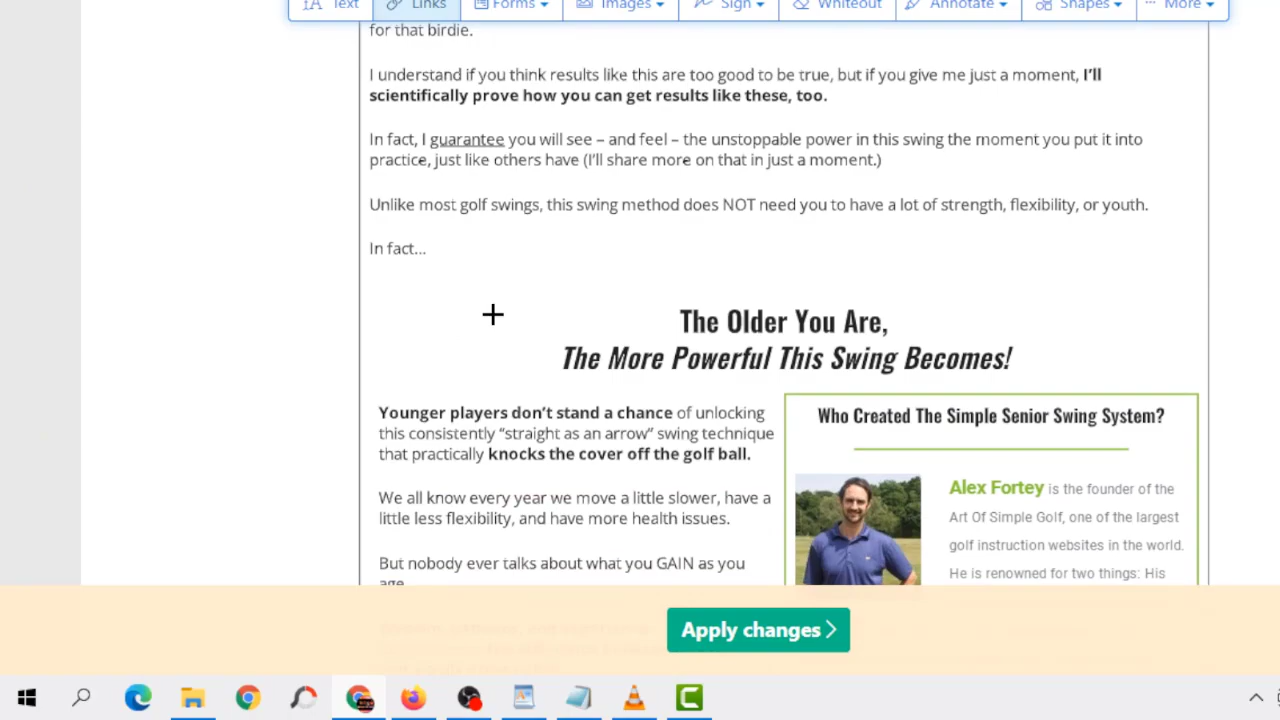 Text Links Forms Images Sign Whiteout Annotate Shapes More
for that birdie.
I understand if you think results like this are too good to be true, but if you give me just a moment, I'll
scientifically prove how you can get results like these, too.
In fact, I guarantee you will see – and feel – the unstoppable power in this swing the moment you put it into
practice, just like others have (I'll share more on that in just a moment.)
Unlike most golf swings, this swing method does NOT need you to have a lot of strength, flexibility, or youth.
In fact...
The Older You Are,
The More Powerful This Swing Becomes!
Younger players don't stand a chance of unlocking
this consistently “straight as an arrow” swing technique
that practically knocks the cover off the golf ball.
We all know every year we move a little slower, have a
little less flexibility, and have more health issues.
But nobody ever talks about what you GAIN as you
age
Who Created The Simple Senior Swing System?
Alex Fortey is the founder of the
Art Of Simple Golf, one of the largest
golf instruction websites in the world.
He is renowned for two things: His
Apply changes